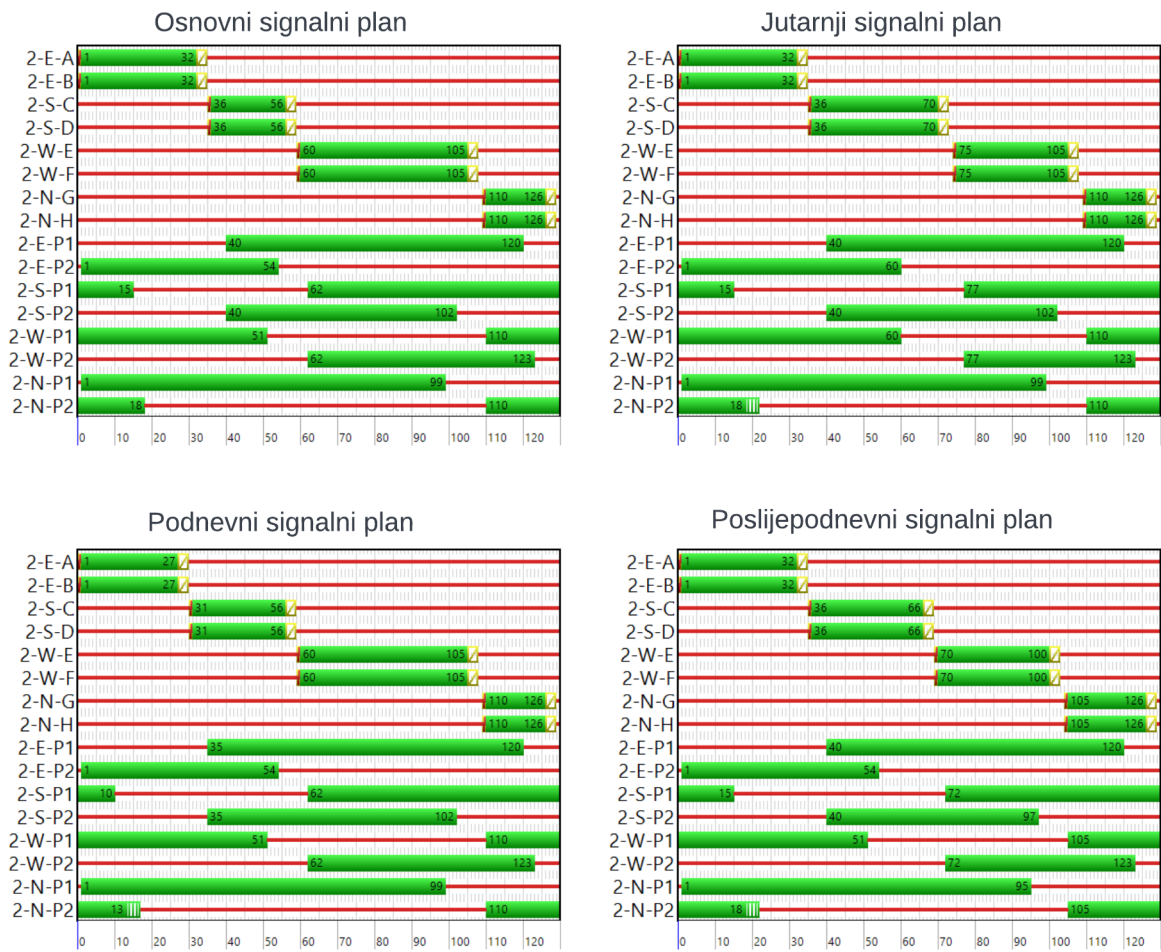 Osnovni signalni plan
2-E-A 1 32
2-E-B 1 32
2-S-C 36 56
2-S-D 36 56
2-W-E 60 105
2-W-F 60 105
2-N-G 110 126
2-N-H 110 126
2-E-P1 40 120
2-E-P2 1 54
2-S-P1 15 62
2-S-P2 40 102
2-W-P1 51 110
2-W-P2 62 123
2-N-P1 1 99
2-N-P2 18 110
0 10 20 30 40 50 60 70 80 90 100 110 120
Jutarnji signalni plan
2-E-A 1 32
2-E-B 1 32
2-S-C 36 70
2-S-D 36 70
2-W-E 75 105
2-W-F 75 105
2-N-G 110 126
2-N-H 110 126
2-E-P1 40 120
2-E-P2 1 60
2-S-P1 15 77
2-S-P2 40 102
2-W-P1 60 110
2-W-P2 77 123
2-N-P1 1 99
2-N-P2 18 110
0 10 20 30 40 50 60 70 80 90 100 110 120
Podnevni signalni plan
2-E-A 1 27
2-E-B 1 27
2-S-C 31 56
2-S-D 31 56
2-W-E 60 105
2-W-F 60 105
2-N-G 110 126
2-N-H 110 126
2-E-P1 35 120
2-E-P2 1 54
2-S-P1 10 62
2-S-P2 35 102
2-W-P1 51 110
2-W-P2 62 123
2-N-P1 1 99
2-N-P2 13 110
0 10 20 30 40 50 60 70 80 90 100 110 120
Poslijepodnevni signalni plan
2-E-A 1 32
2-E-B 1 32
2-S-C 36 66
2-S-D 36 66
2-W-E 70 100
2-W-F 70 100
2-N-G 105 126
2-N-H 105 126
2-E-P1 40 120
2-E-P2 1 54
2-S-P1 15 72
2-S-P2 40 97
2-W-P1 51 105
2-W-P2 72 123
2-N-P1 1 95
2-N-P2 18 105
0 10 20 30 40 50 60 70 80 90 100 110 120